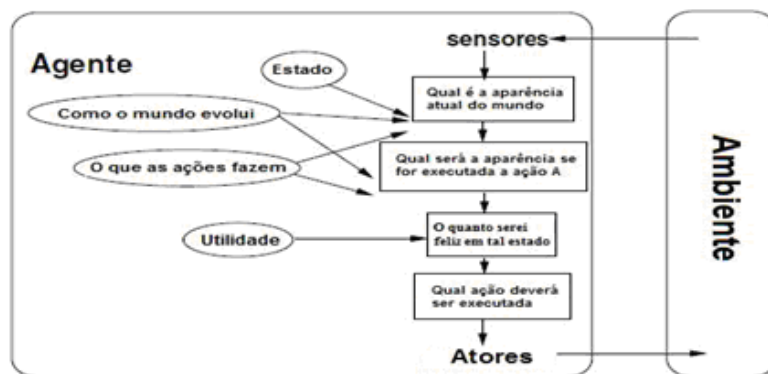 sensores
Agente
Estado
Qual é a aparência
atual do mundo
Como o mundo evolui
O que as ações fazem
Qual será a aparência se
for executada a ação A
Utilidade
O quanto serei
feliz em tal estado
Qual ação deverá
ser executada
Atores
Ambiente